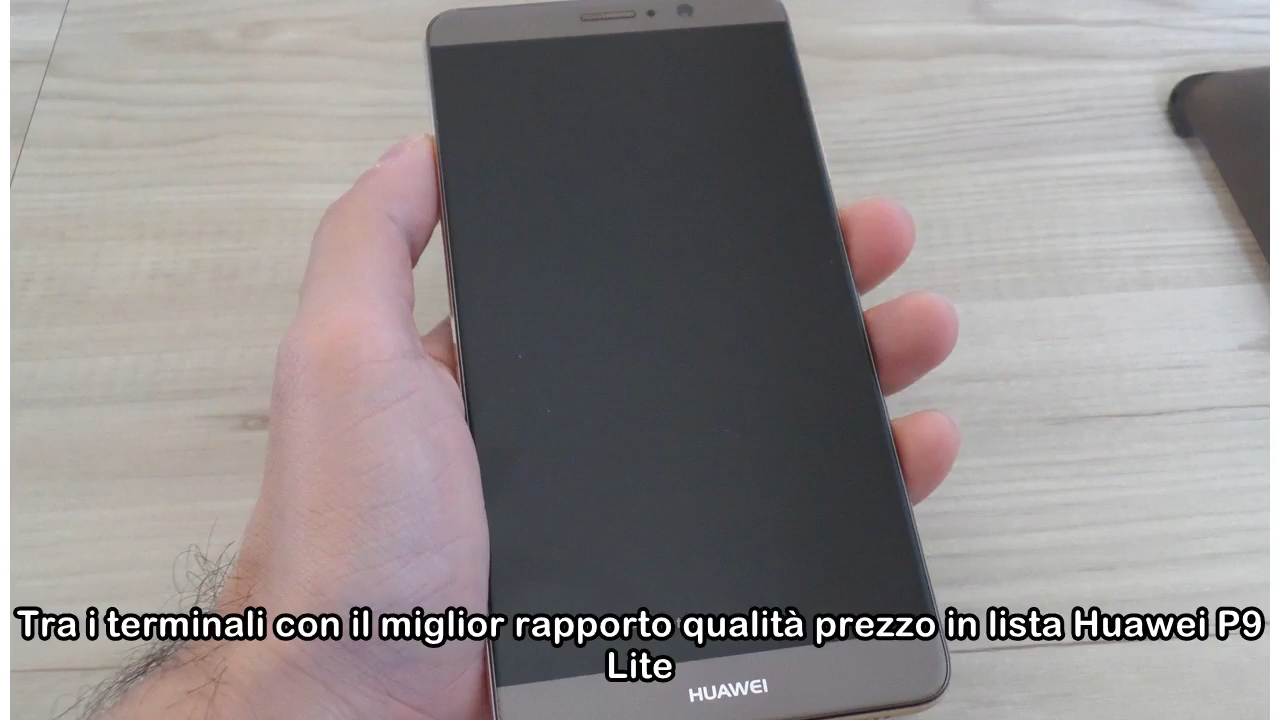 Tra i terminali con il miglior rapporto qualità prezzo in lista Huawei P9
Lite
HUAWEI